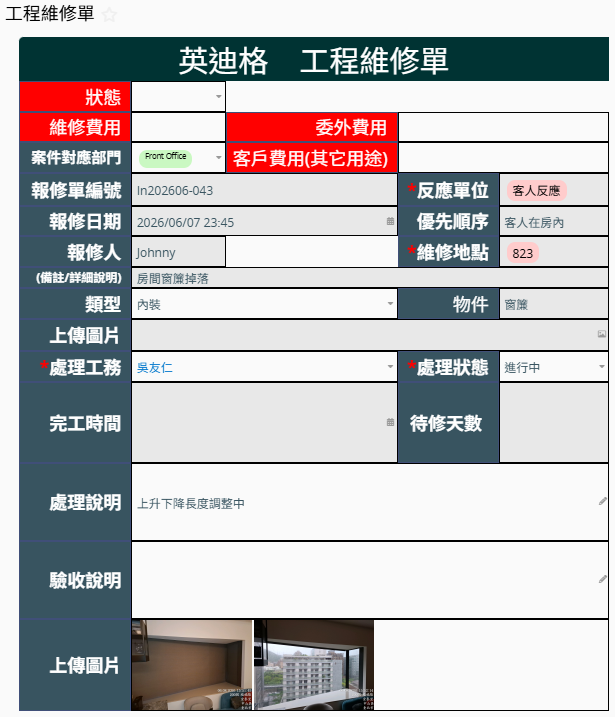 工程維修單
英迪格　工程維修單
狀態
維修費用
委外費用
案件對應部門 Front Office 客戶費用(其它用途)
報修單編號 In202606-043 *反應單位 客人反應
報修日期 2026/06/07 23:45 優先順序 客人在房內
報修人 Johnny *維修地點 823
(備註/詳細說明) 房間窗簾掉落
類型 內裝 物件 窗簾
上傳圖片
*處理工務 吳友仁 *處理狀態 進行中
完工時間 待修天數
處理說明 上升下降長度調整中
驗收說明
上傳圖片